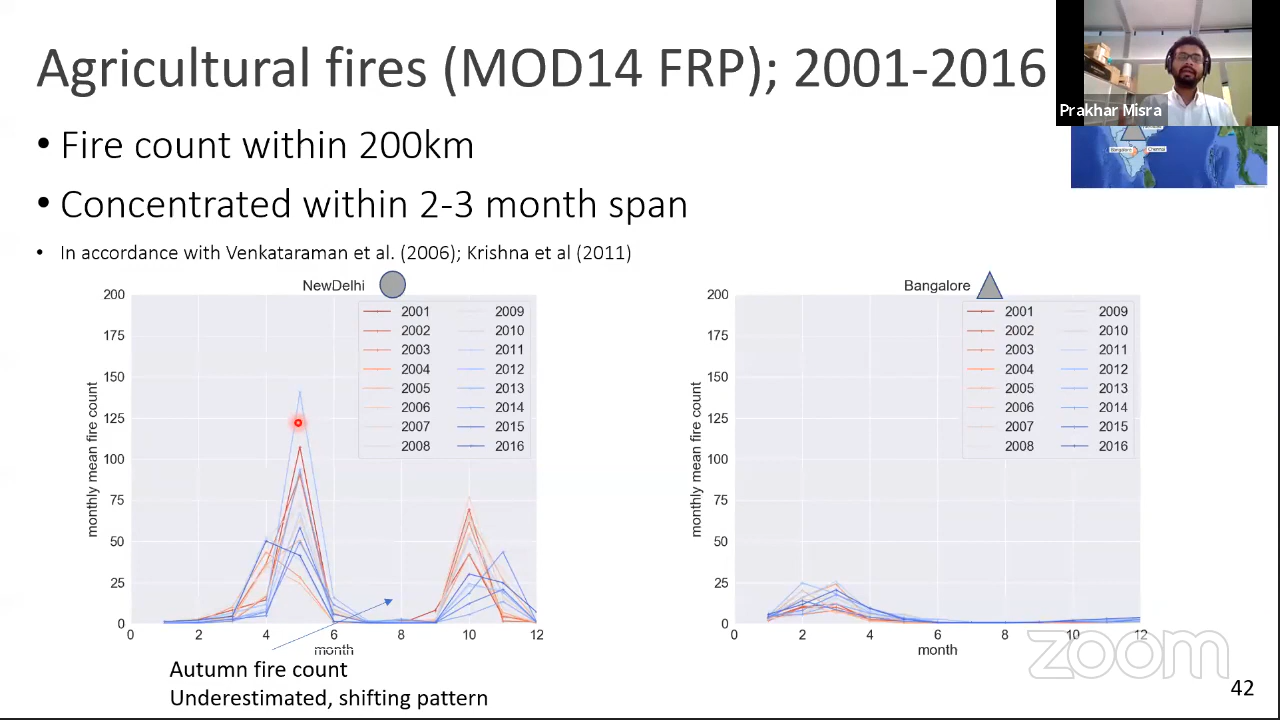 Agricultural fires (MOD14 FRP); 2001-2016
Prakhar Misra
Bangalore
Chennai
• Fire count within 200km
• Concentrated within 2-3 month span
• In accordance with Venkataraman et al. (2006); Krishna et al (2011)
NewDelhi
200
175
150
125
100
75
50
25
0
monthly mean fire count
2001 2009
2002 2010
2003 2011
2004 2012
2005 2013
2006 2014
2007 2015
2008 2016
0 2 4 6 8 10 12
month
Autumn fire count
Underestimated, shifting pattern
Bangalore
200
175
150
125
100
75
50
25
0
monthly mean fire count
2001 2009
2002 2010
2003 2011
2004 2012
2005 2013
2006 2014
2007 2015
2008 2016
0 2 4 6 8 10 12
month
zoom
42